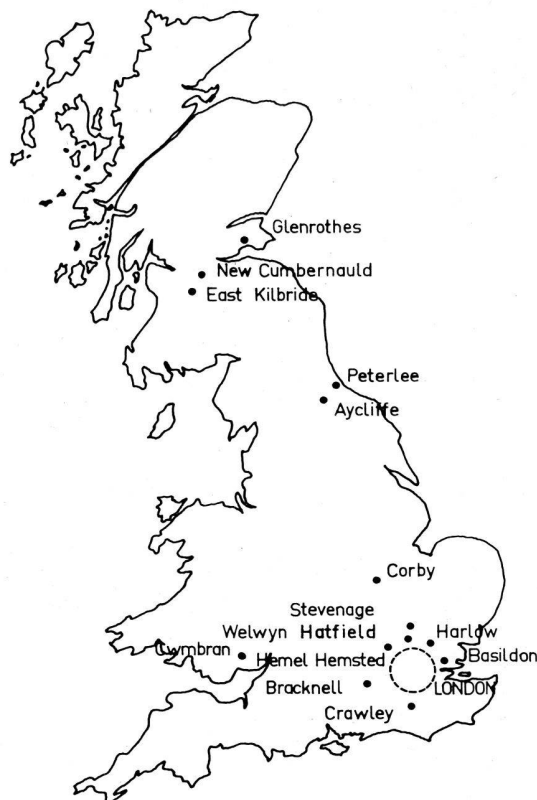 Glenrothes
New Cumbernauld
East Kilbride
Peterlee
Aycliffe
Corby
Stevenage
Welwyn Hatfield
Harlow
Cwmbran
Hemel Hemsted
Basildon
Bracknell
LONDON
Crawley